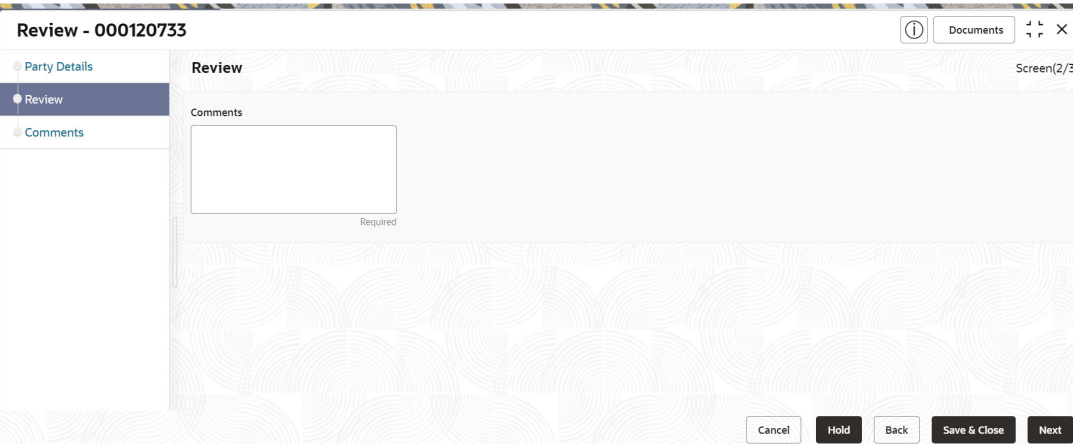 Review - 000120733
Documents
Party Details
Review
Comments
Review
Screen(2/3
Comments
Required
Cancel
Hold
Back
Save & Close
Next